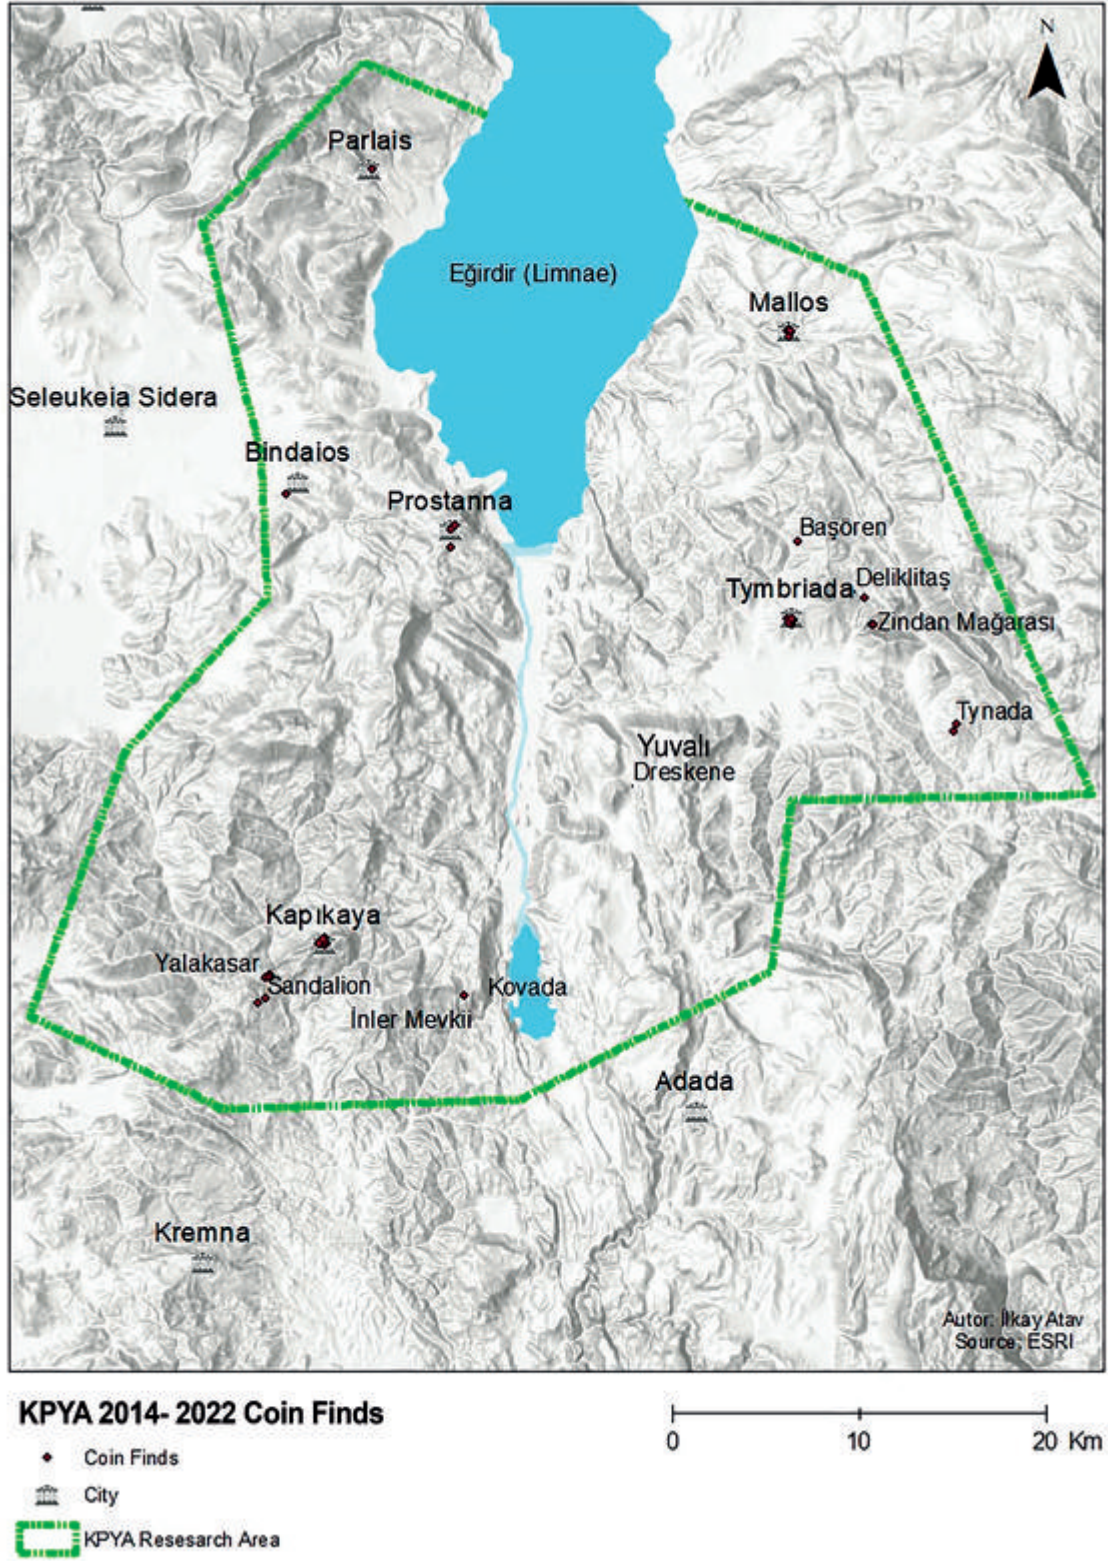 N
Parlais
Eğirdir (Limnae)
Mallos
Seleukeia Sidera
Bindaios
Prostanna
Başören
Deliklitaş
Tymbriada
Zindan Mağarası
Tynada
Yuvalı
Dreskene
Kapıkaya
Yalakasar
Sandalion
Kovada
İnler Mevkii
Adada
Kremna
Autor: İlkay Atav
Source; ESRI
KPYA 2014- 2022 Coin Finds
Coin Finds
City
KPYA Resesarch Area
0 10 20 Km